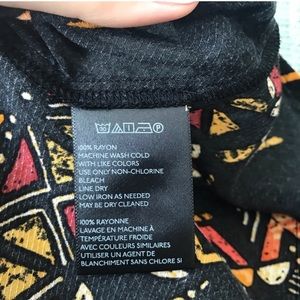 100% RAYON
MACHINE WASH COLD
WITH LIKE COLORS
USE ONLY NON-CHLORINE
BLEACH
LINE DRY
LOW IRON AS NEEDED
MAY BE DRY CLEANED
100% RAYONNE
LAVAGE EN MACHINE À
TEMPÉRATURE FROIDE
AVEC COULEURS SIMILAIRES
UTILISER UN AGENT DE
BLANCHIMENT SANS CHLORE SI